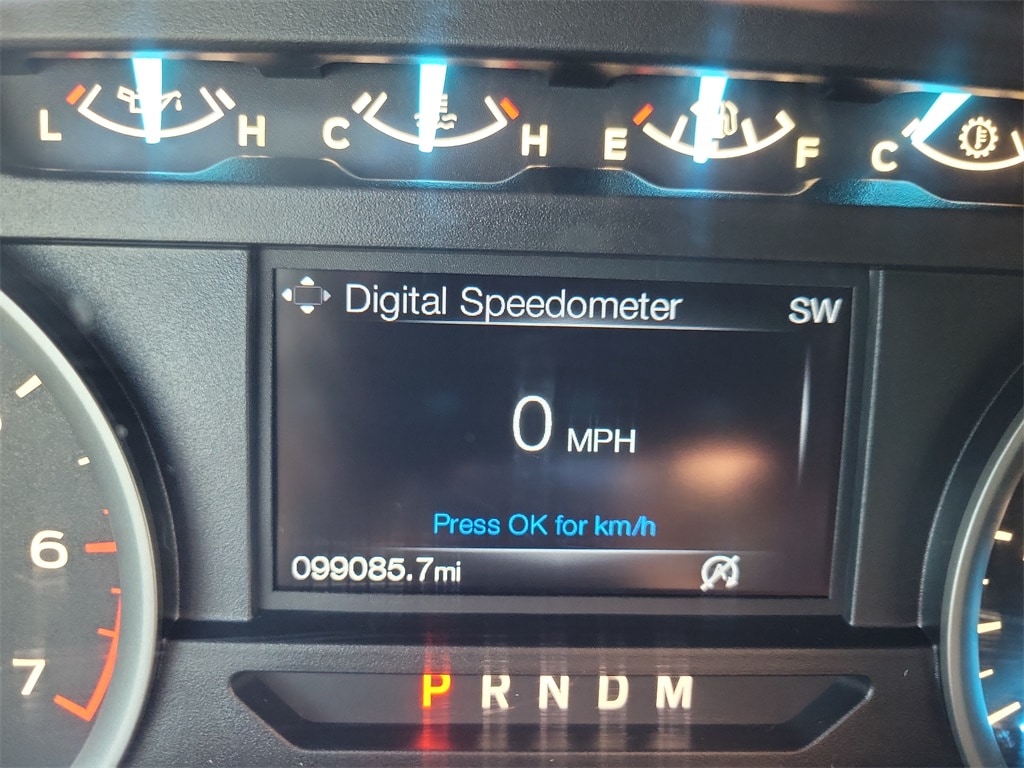 L H C H E F C
Digital Speedometer SW
0 MPH
Press OK for km/h
099085.7mi
6
7
P R N D M